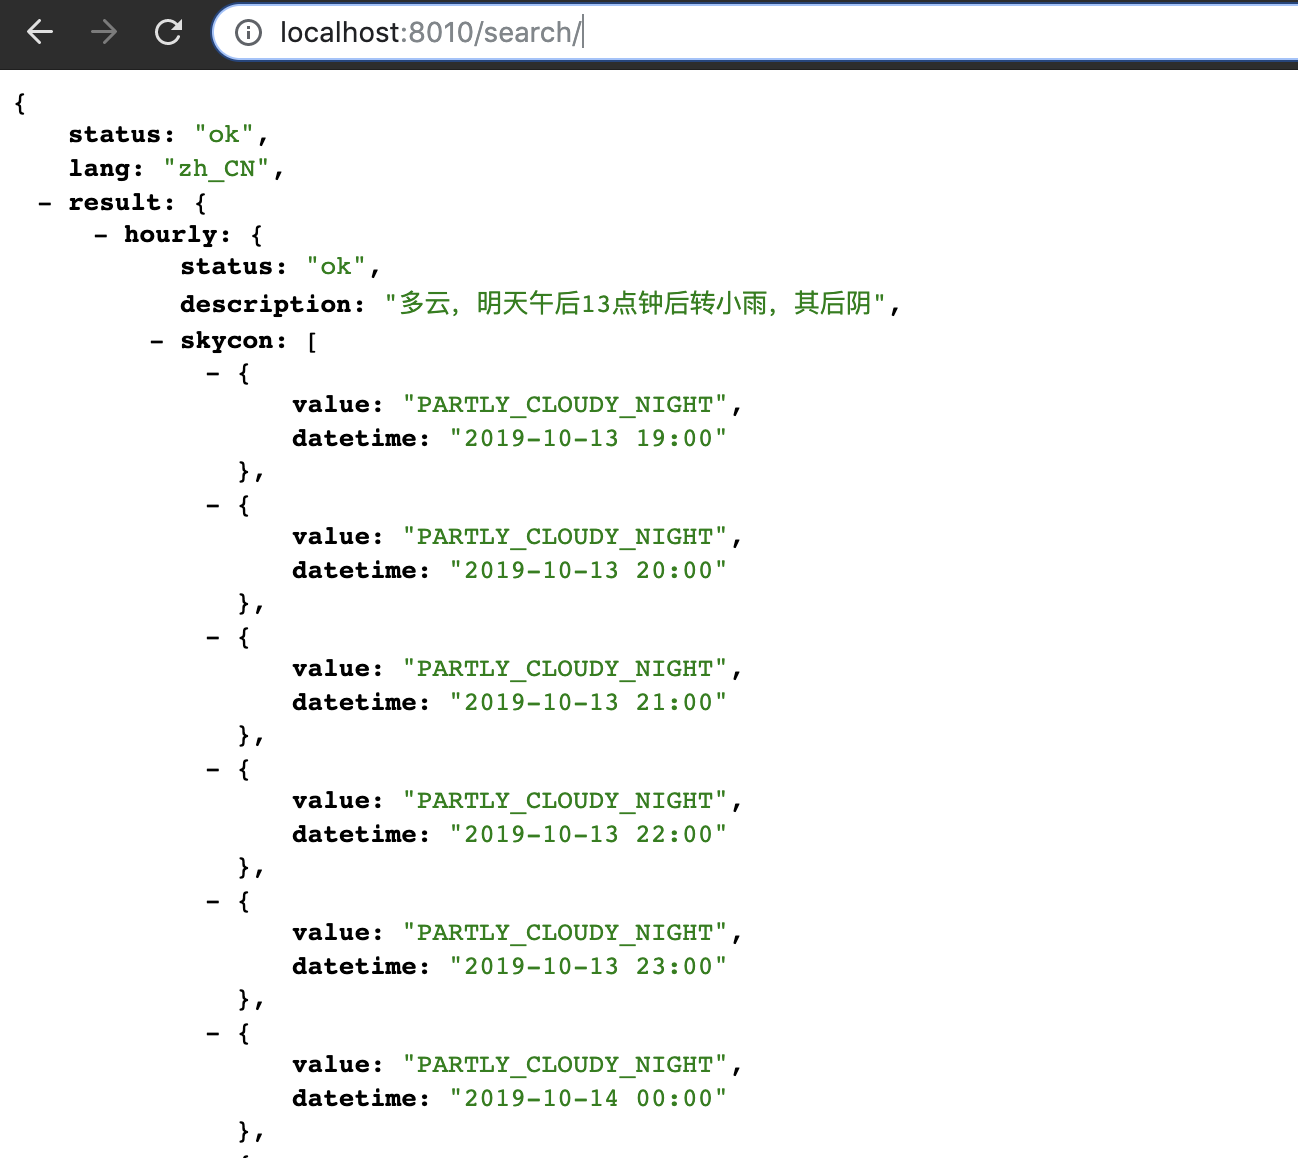 localhost:8010/search/
{
status: "ok",
lang: "zh_CN",
- result: {
- hourly: {
status: "ok",
description: "多云，明天午后13点钟后转小雨，其后阴",
- skycon: [
- {
value: "PARTLY_CLOUDY_NIGHT",
datetime: "2019-10-13 19:00"
},
- {
value: "PARTLY_CLOUDY_NIGHT",
datetime: "2019-10-13 20:00"
},
- {
value: "PARTLY_CLOUDY_NIGHT",
datetime: "2019-10-13 21:00"
},
- {
value: "PARTLY_CLOUDY_NIGHT",
datetime: "2019-10-13 22:00"
},
- {
value: "PARTLY_CLOUDY_NIGHT",
datetime: "2019-10-13 23:00"
},
- {
value: "PARTLY_CLOUDY_NIGHT",
datetime: "2019-10-14 00:00"
},